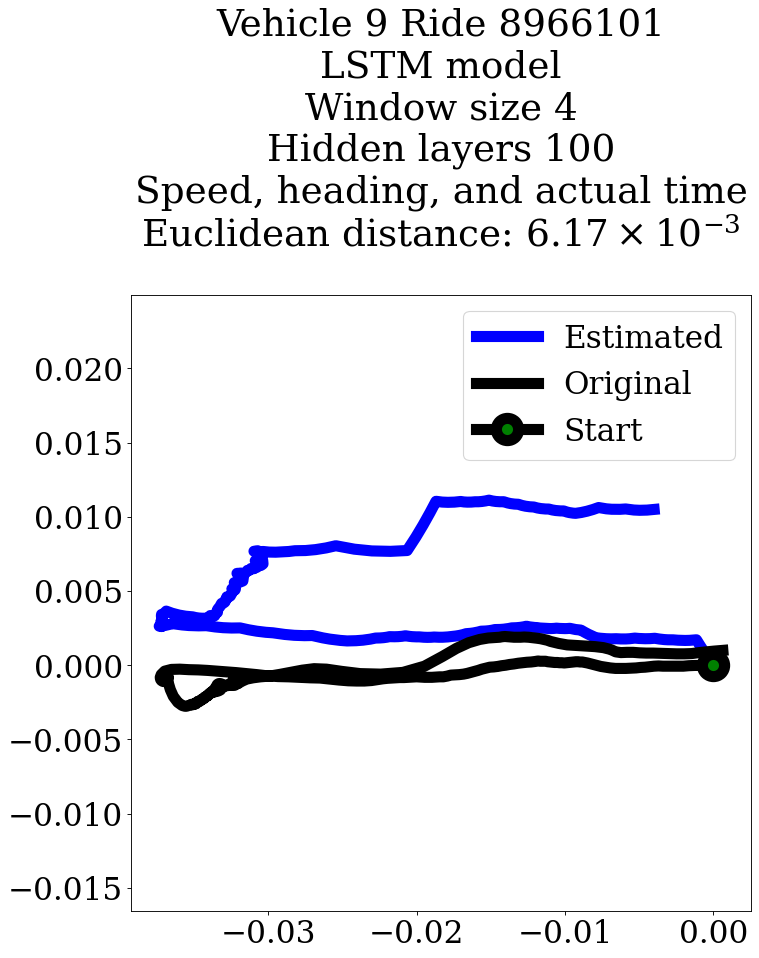 Vehicle 9 Ride 8966101
LSTM model
Window size 4
Hidden layers 100
Speed, heading, and actual time
Euclidean distance: 6.17 × 10⁻³
Estimated
Original
Start
0.020
0.015
0.010
0.005
0.000
−0.005
−0.010
−0.015
−0.03 −0.02 −0.01 0.00